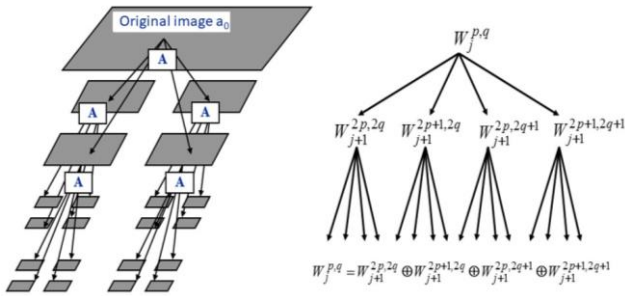 Original image a₀
A
A
A
A
A
W_j^{p,q}
W_{j+1}^{2p,2q} W_{j+1}^{2p+1,2q} W_{j+1}^{2p,2q+1} W_{j+1}^{2p+1,2q+1}
W_j^{p,q} = W_{j+1}^{2p,2q} ⊕ W_{j+1}^{2p+1,2q} ⊕ W_{j+1}^{2p,2q+1} ⊕ W_{j+1}^{2p+1,2q+1}